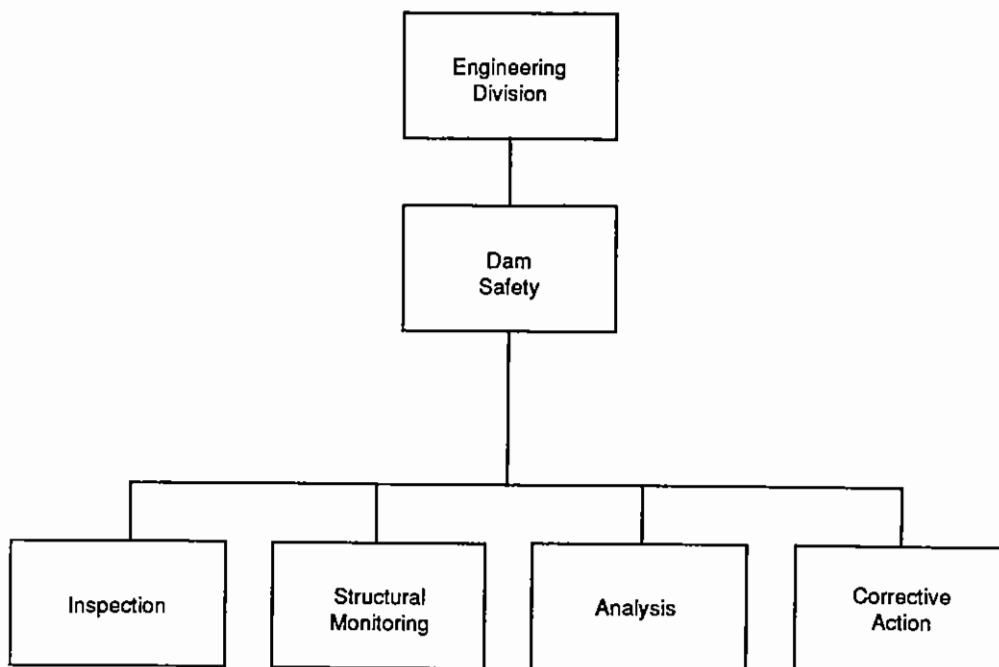 Engineering
Division
Dam
Safety
Inspection
Structural
Monitoring
Analysis
Corrective
Action